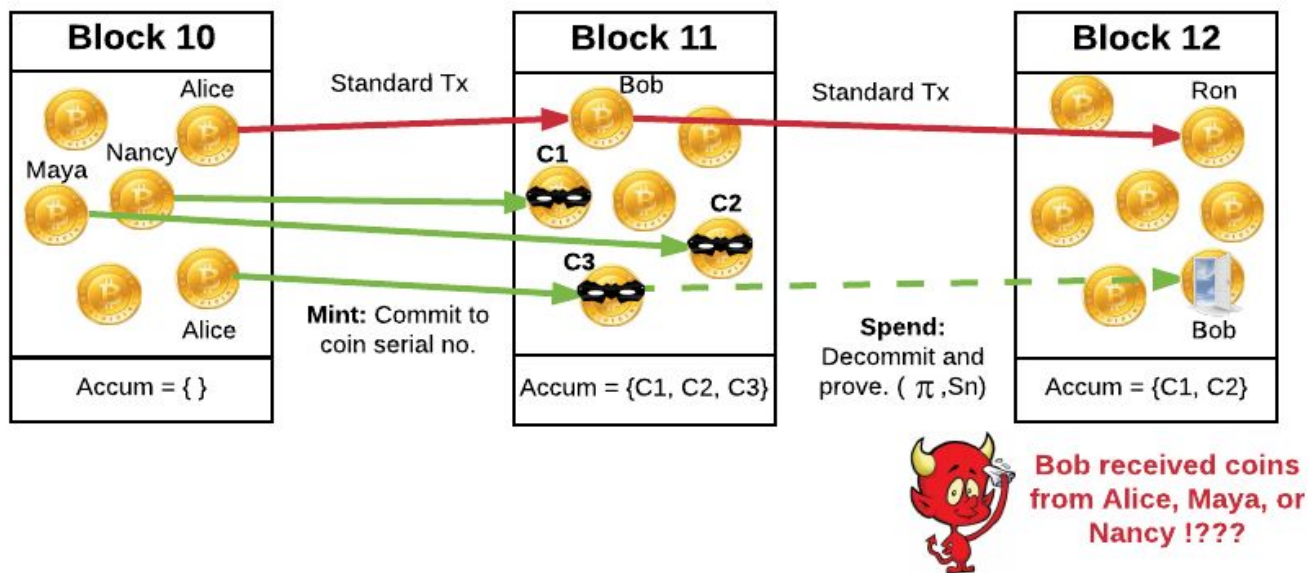 Block 10
Alice
Nancy
Maya
Alice
Accum = { }
Standard Tx
Mint: Commit to
coin serial no.
Block 11
Bob
C1
C2
C3
Accum = {C1, C2, C3}
Standard Tx
Spend:
Decommit and
prove. ( π ,Sn)
Block 12
Ron
Bob
Accum = {C1, C2}
Bob received coins
from Alice, Maya, or
Nancy !???